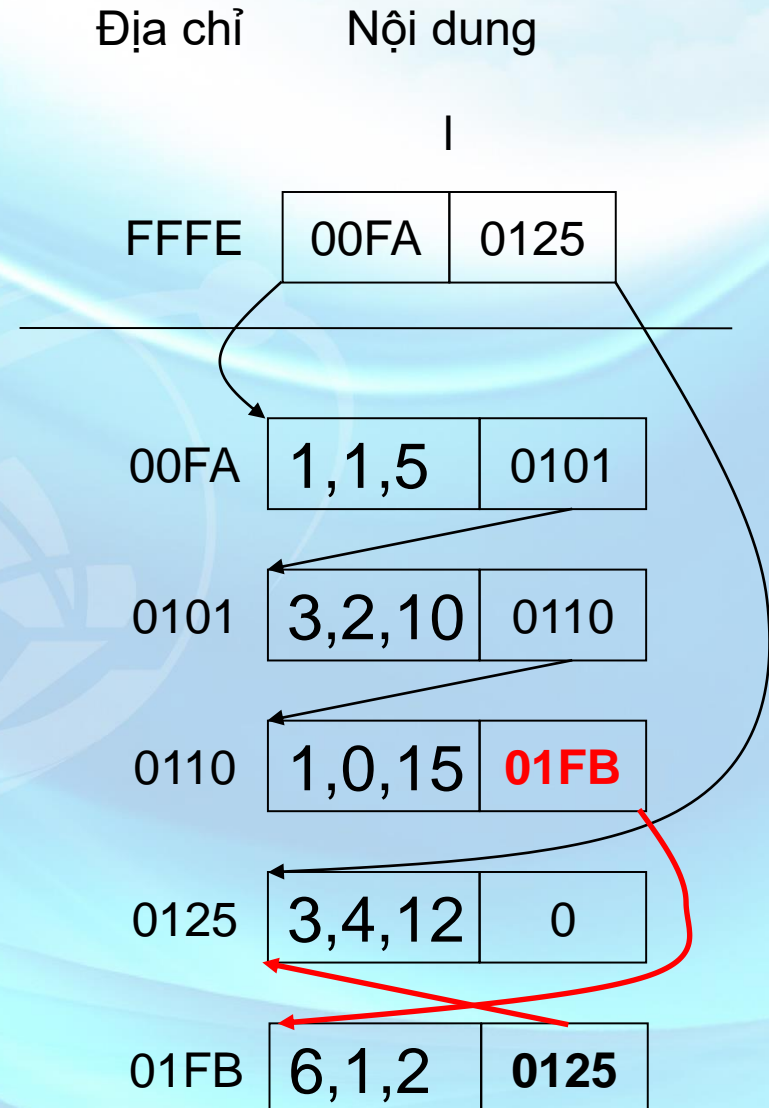 Địa chỉ Nội dung
l
FFFE 00FA 0125
00FA 1,1,5 0101
0101 3,2,10 0110
0110 1,0,15 01FB
0125 3,4,12 0
01FB 6,1,2 0125